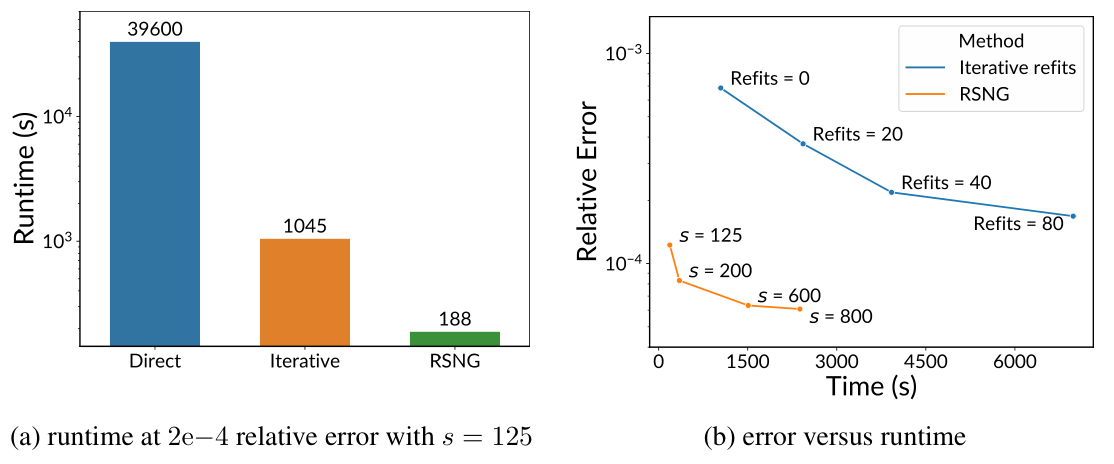 39600
1045
188
10^4
10^3
Runtime (s)
Direct Iterative RSNG
(a) runtime at 2e−4 relative error with s = 125
10^−3
10^−4
Relative Error
Method
Iterative refits
RSNG
Refits = 0
Refits = 20
Refits = 40
Refits = 80
s = 125
s = 200
s = 600
s = 800
0 1500 3000 4500 6000
Time (s)
(b) error versus runtime